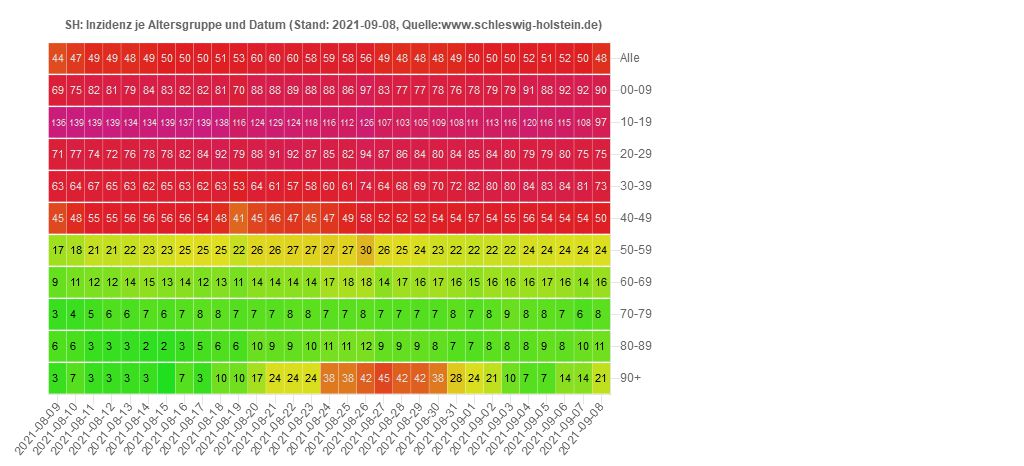 SH: Inzidenz je Altersgruppe und Datum (Stand: 2021-09-08, Quelle:www.schleswig-holstein.de)
44 47 49 49 48 49 50 50 50 51 53 60 60 60 58 59 58 56 49 48 48 48 49 50 50 50 52 51 52 50 48 Alle
69 75 82 81 79 84 83 82 82 81 70 88 88 89 88 88 86 97 83 77 77 78 76 78 79 79 91 88 92 92 90 00-09
136 139 139 139 134 134 139 137 139 138 116 124 129 124 118 116 112 126 107 103 105 109 108 111 113 116 120 116 115 108 97 10-19
71 77 74 72 76 78 78 82 84 92 79 88 91 92 87 85 82 94 87 86 84 80 84 85 84 80 79 79 80 75 75 20-29
63 64 67 65 63 62 65 63 62 63 53 64 61 57 58 60 61 74 64 68 69 70 72 82 80 80 84 83 84 81 73 30-39
45 48 55 55 56 56 56 56 54 48 41 45 46 47 45 47 49 58 52 52 52 54 54 57 54 55 56 54 54 54 50 40-49
17 18 21 21 22 23 23 25 25 25 22 26 26 27 27 27 27 30 26 25 24 23 22 22 22 22 24 24 24 24 24 50-59
9 11 12 12 14 15 13 14 12 13 11 14 14 14 14 17 18 18 14 17 16 17 16 15 16 16 16 17 16 14 16 60-69
3 4 5 6 6 7 6 7 8 8 7 7 7 8 7 7 7 8 7 7 7 7 8 7 8 9 8 8 7 6 8 70-79
6 6 3 3 3 2 2 3 5 6 6 10 9 9 10 11 11 12 9 9 9 8 7 7 8 8 8 9 8 10 11 80-89
3 7 3 3 3 3 7 3 10 10 17 24 24 24 38 38 42 45 42 42 38 28 24 21 10 7 7 14 14 21 90+
2021-08-09 2021-08-10 2021-08-11 2021-08-12 2021-08-13 2021-08-14 2021-08-15 2021-08-16 2021-08-17 2021-08-18 2021-08-19 2021-08-20 2021-08-21 2021-08-22 2021-08-23 2021-08-24 2021-08-25 2021-08-26 2021-08-27 2021-08-28 2021-08-29 2021-08-30 2021-08-31 2021-09-01 2021-09-02 2021-09-03 2021-09-04 2021-09-05 2021-09-06 2021-09-07 2021-09-08